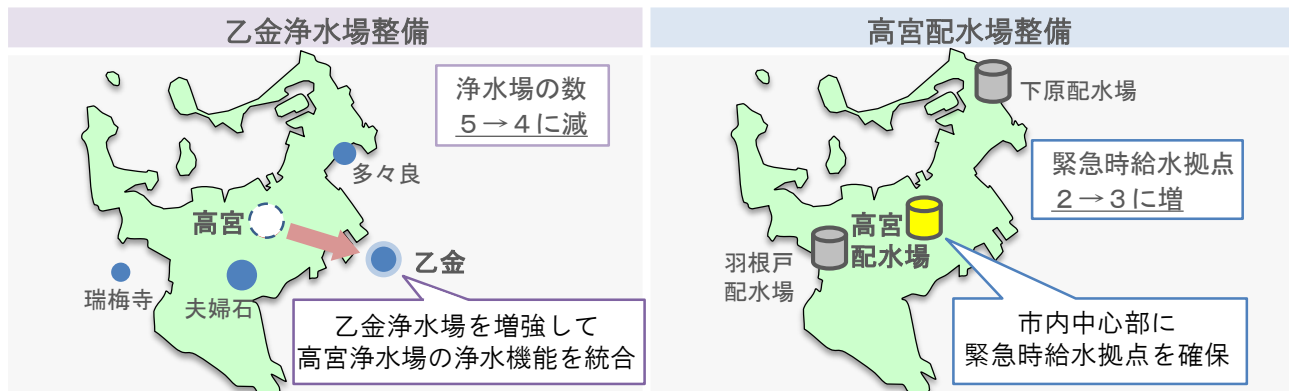 乙金浄水場整備
浄水場の数
５→４に減
多々良
高宮
乙金
瑞梅寺
夫婦石
乙金浄水場を増強して
高宮浄水場の浄水機能を統合
高宮配水場整備
下原配水場
緊急時給水拠点
２→３に増
高宮
配水場
羽根戸
配水場
市内中心部に
緊急時給水拠点を確保